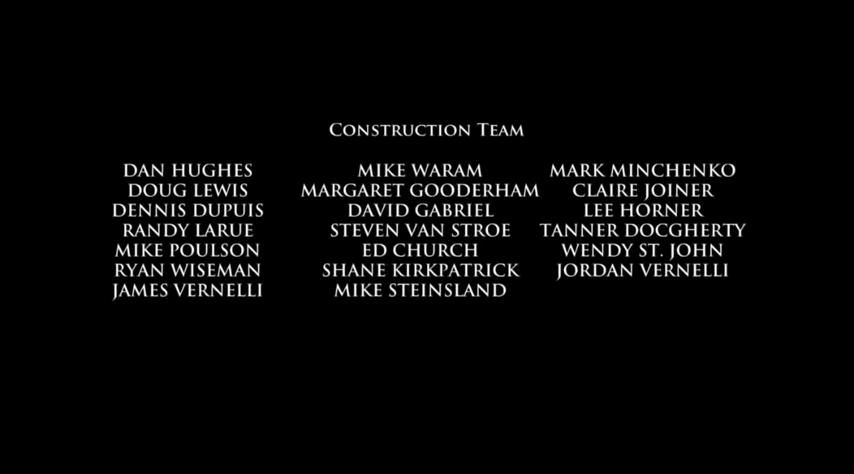 CONSTRUCTION TEAM
DAN HUGHES
DOUG LEWIS
DENNIS DUPUIS
RANDY LARUE
MIKE POULSON
RYAN WISEMAN
JAMES VERNELLI
MIKE WARAM
MARGARET GOODERHAM
DAVID GABRIEL
STEVEN VAN STROE
ED CHURCH
SHANE KIRKPATRICK
MIKE STEINSLAND
MARK MINCHENKO
CLAIRE JOINER
LEE HORNER
TANNER DOCGHERTY
WENDY ST. JOHN
JORDAN VERNELLI